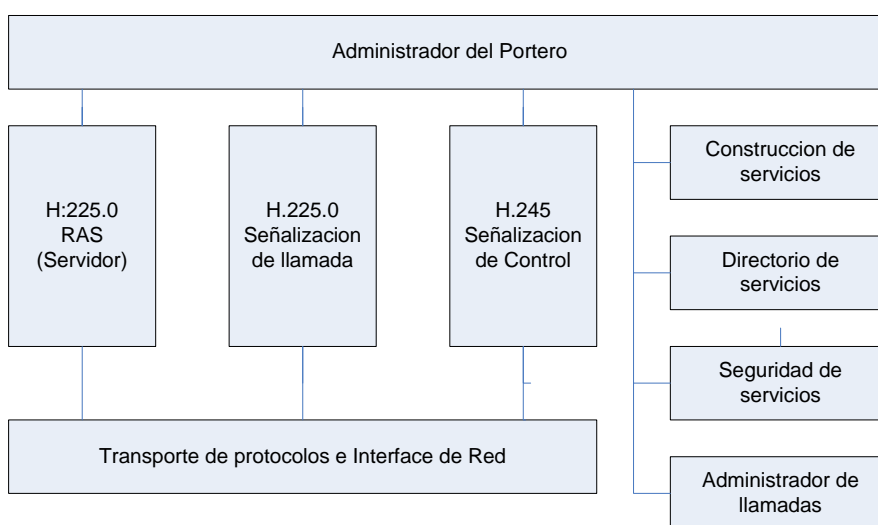 Administrador del Portero
H:225.0
RAS
(Servidor)
H.225.0
Señalizacion
de llamada
H.245
Señalizacion
de Control
Construccion de
servicios
Directorio de
servicios
Seguridad de
servicios
Administrador de
llamadas
Transporte de protocolos e Interface de Red